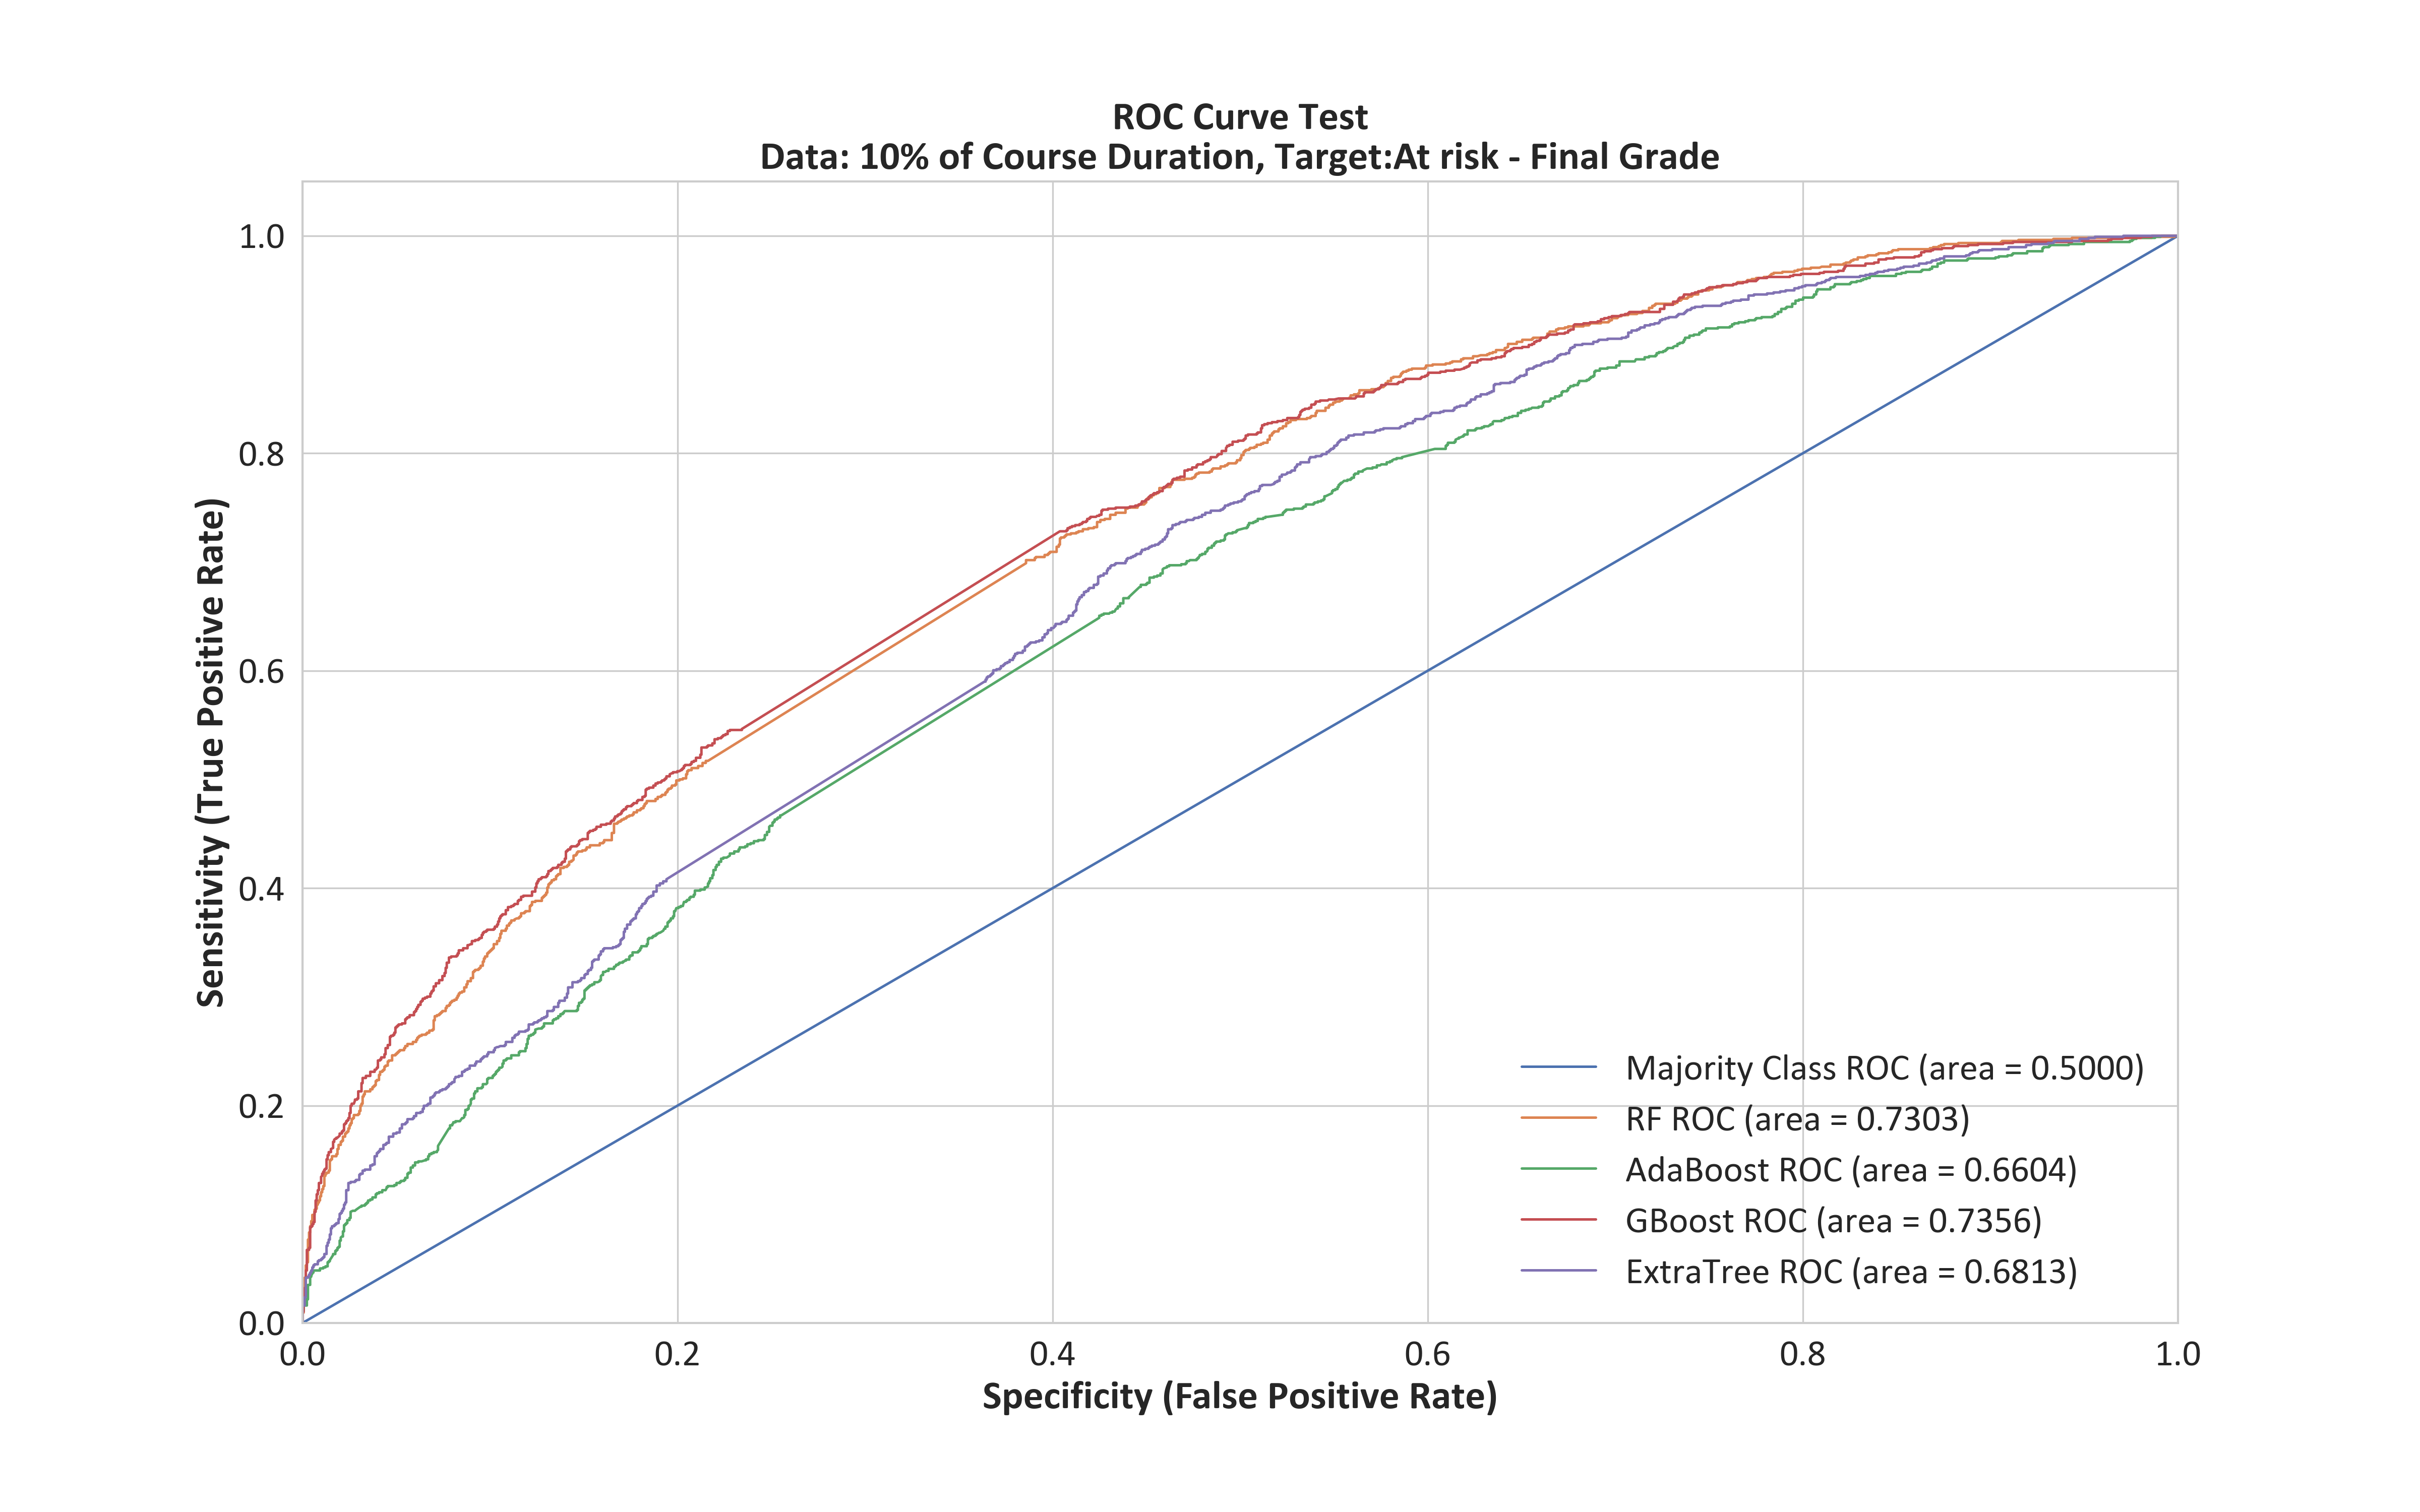 ROC Curve Test
Data: 10% of Course Duration, Target:At risk - Final Grade
Sensitivity (True Positive Rate)
1.0
0.8
0.6
0.4
0.2
0.0
0.0 0.2 0.4 0.6 0.8 1.0
Specificity (False Positive Rate)
Majority Class ROC (area = 0.5000)
RF ROC (area = 0.7303)
AdaBoost ROC (area = 0.6604)
GBoost ROC (area = 0.7356)
ExtraTree ROC (area = 0.6813)